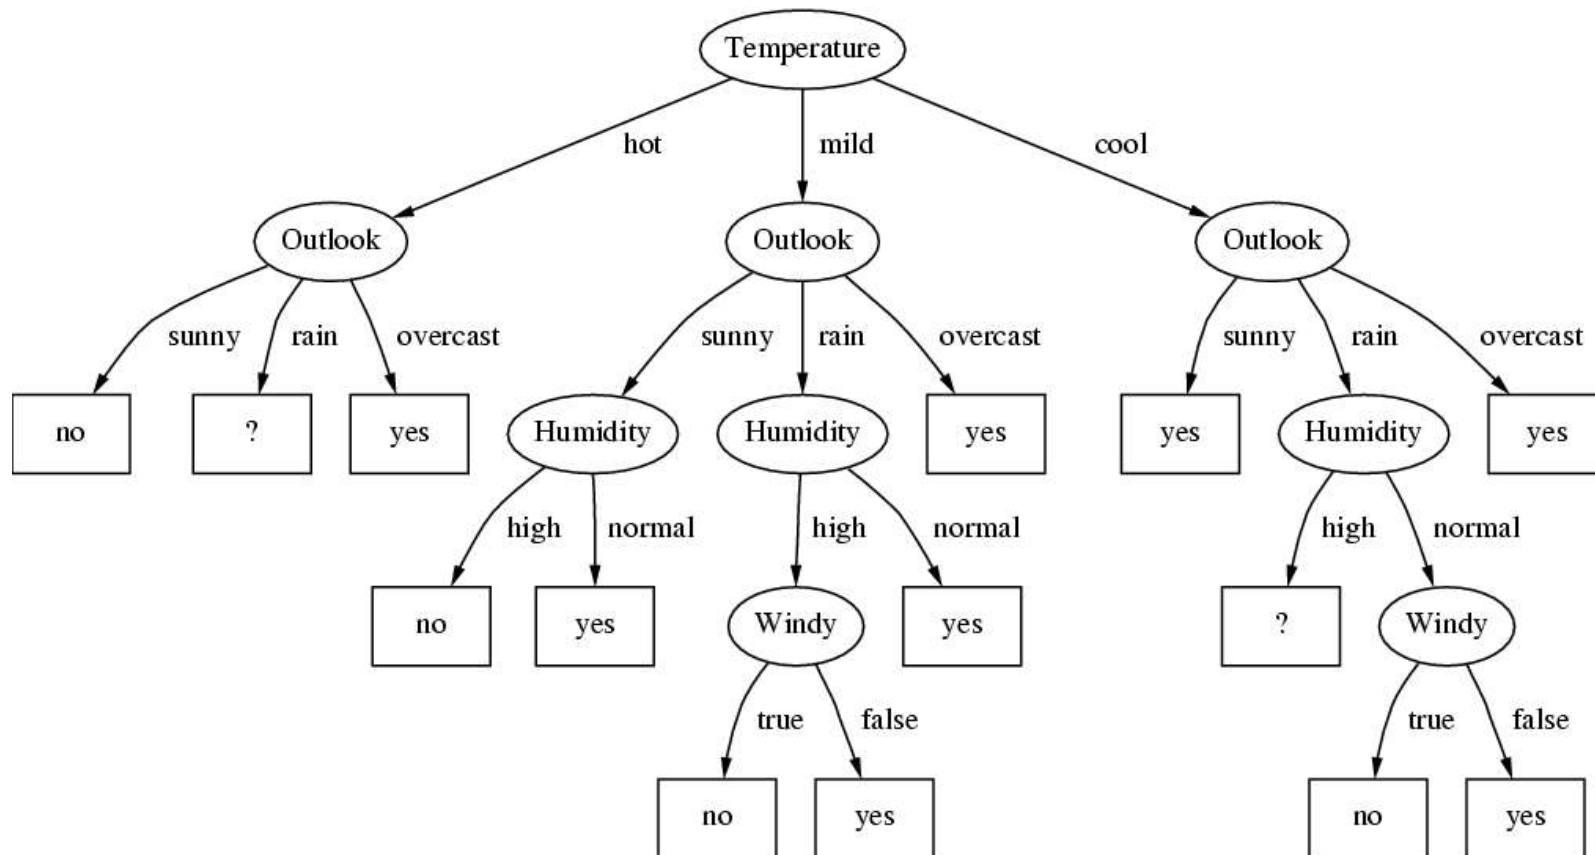 Temperature
hot mild cool
Outlook Outlook Outlook
sunny rain overcast sunny rain overcast sunny rain overcast
no ? yes Humidity Humidity yes yes Humidity yes
high normal high normal high normal
no yes Windy yes ? Windy
true false true false
no yes no yes